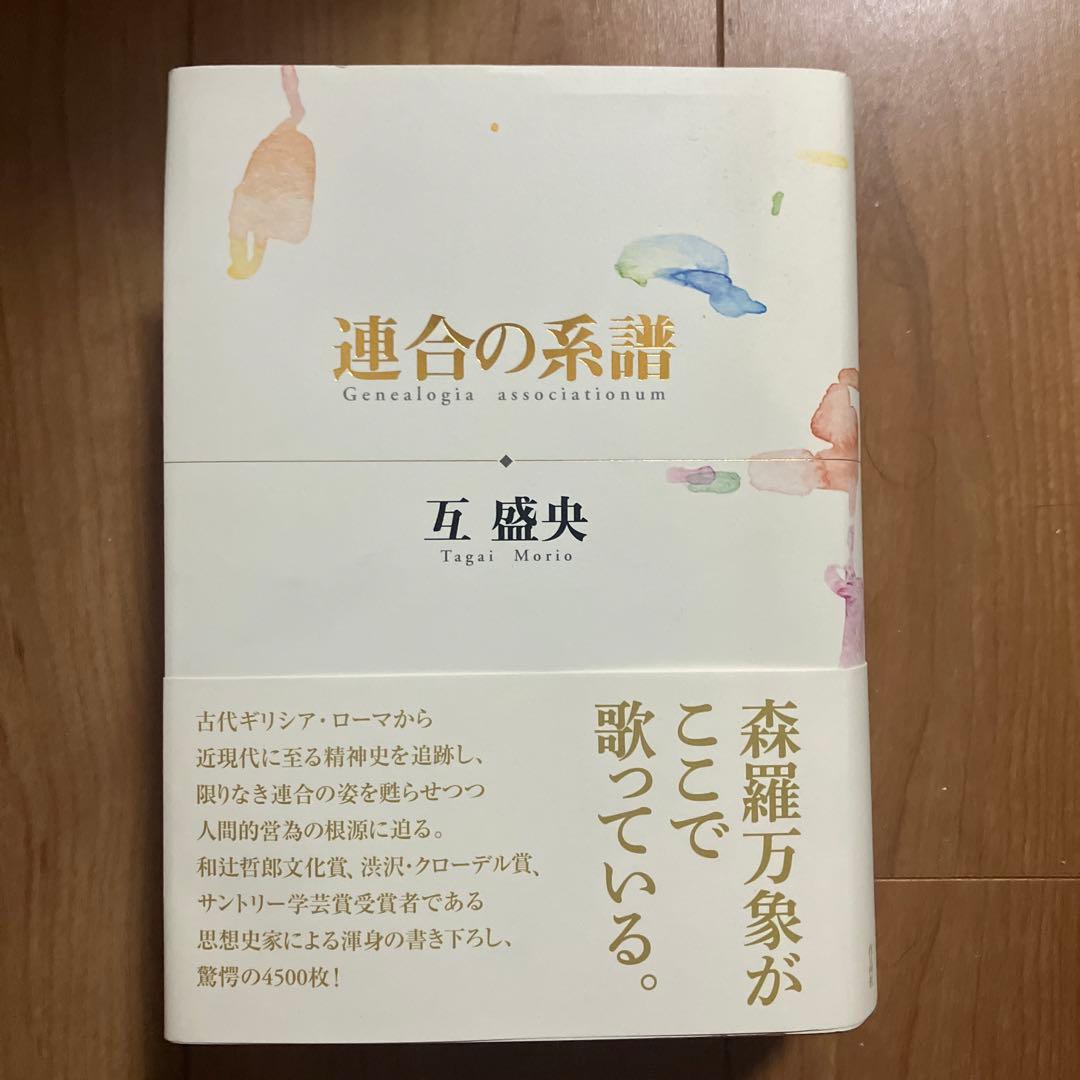 連合の系譜
Genealogia associationum
互 盛央
Tagai Morio
森羅万象が
ここで
歌っている。
古代ギリシア・ローマから
近現代に至る精神史を追跡し、
限りなき連合の姿を甦らせつつ
人間的営為の根源に迫る。
和辻哲郎文化賞、渋沢・クローデル賞、
サントリー学芸賞受賞者である
思想史家による渾身の書き下ろし、
驚愕の4500枚!